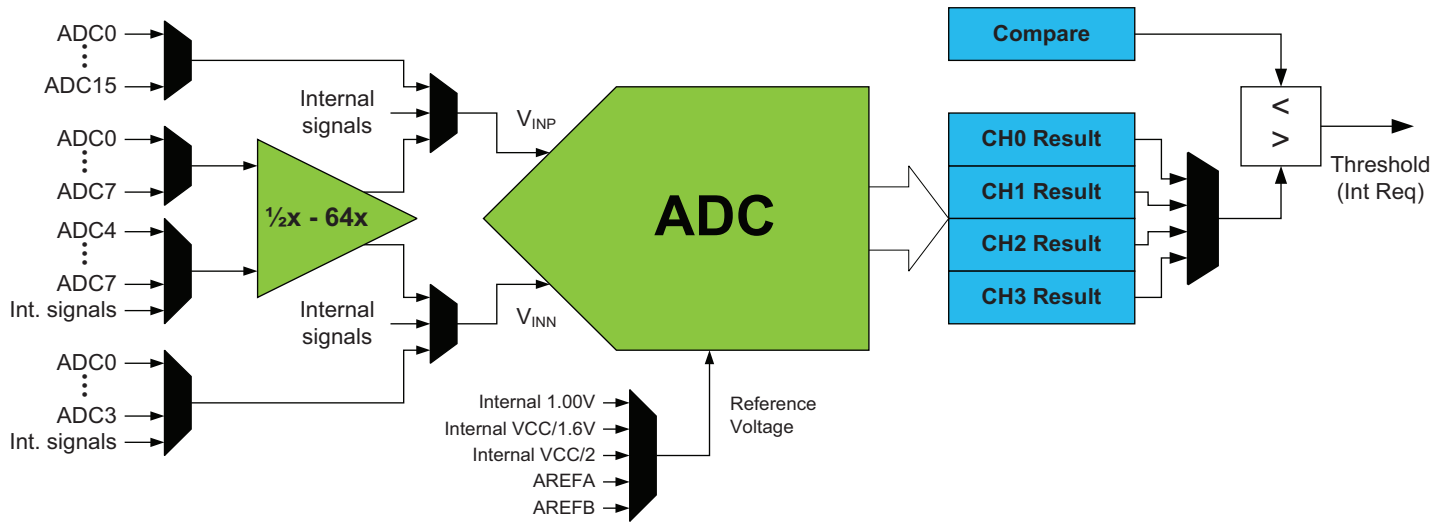 ADC0
ADC15
Internal
signals
ADC0
ADC7
½x - 64x
ADC4
ADC7
Int. signals
Internal
signals
ADC0
ADC3
Int. signals
VINP
VINN
ADC
Internal 1.00V
Internal VCC/1.6V
Internal VCC/2
AREFA
AREFB
Reference
Voltage
Compare
CH0 Result
CH1 Result
CH2 Result
CH3 Result
<
>
Threshold
(Int Req)